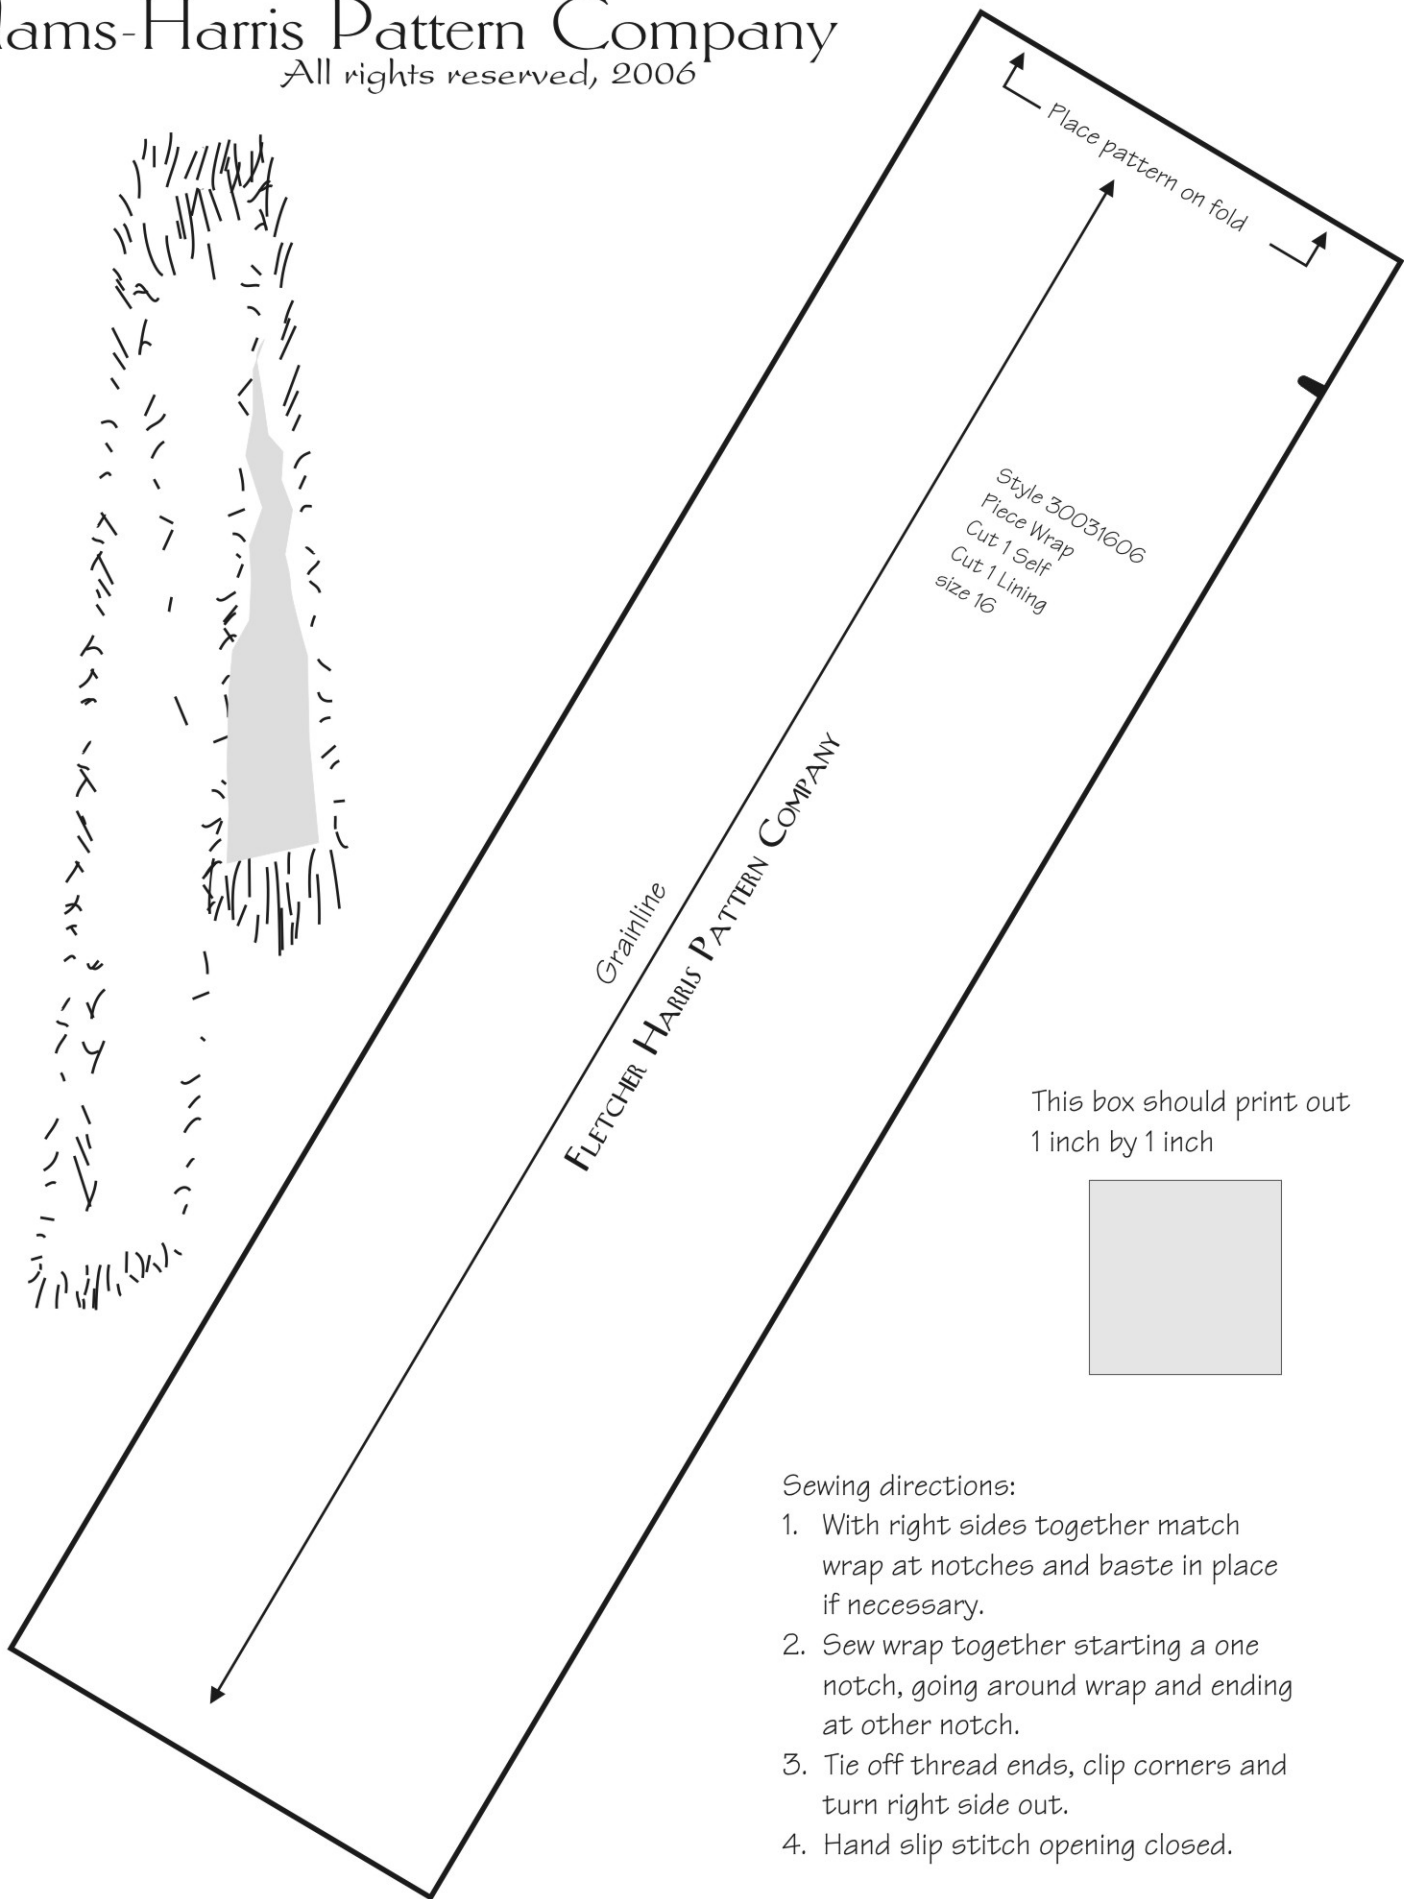 ams-Harris Pattern Company
All rights reserved, 2006
Place pattern on fold
Style 30031606
Piece Wrap
Cut 1 Self
Cut 1 Lining
size 16
Grainline
FLETCHER HARRIS PATTERN COMPANY
This box should print out
1 inch by 1 inch
Sewing directions:
1. With right sides together match
wrap at notches and baste in place
if necessary.
2. Sew wrap together starting a one
notch, going around wrap and ending
at other notch.
3. Tie off thread ends, clip corners and
turn right side out.
4. Hand slip stitch opening closed.